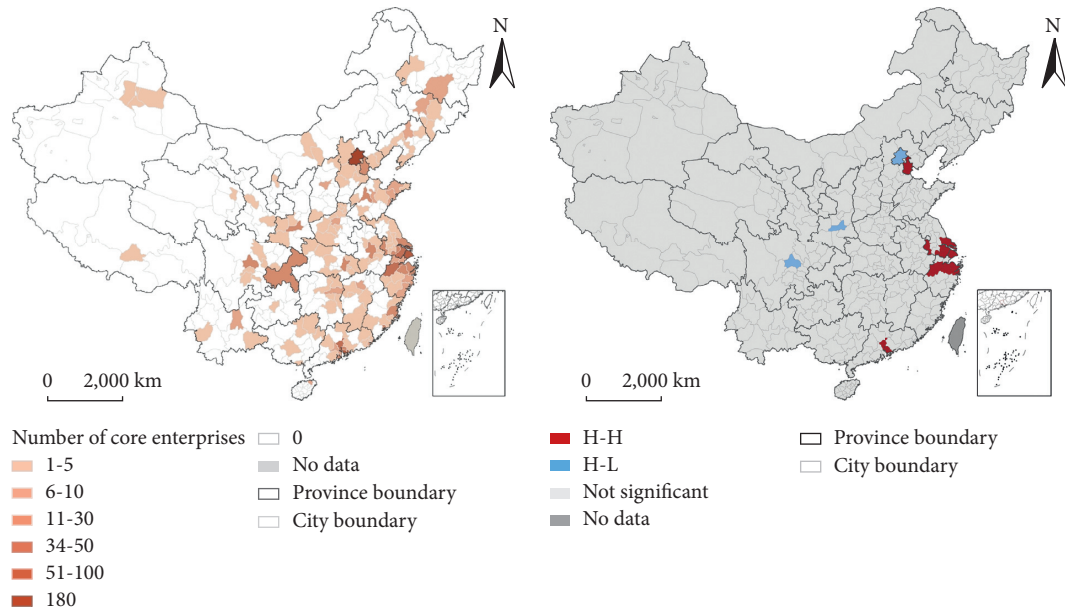 N
0 2,000 km
Number of core enterprises
1-5
6-10
11-30
34-50
51-100
180
0
No data
Province boundary
City boundary
N
0 2,000 km
H-H
H-L
Not significant
No data
Province boundary
City boundary